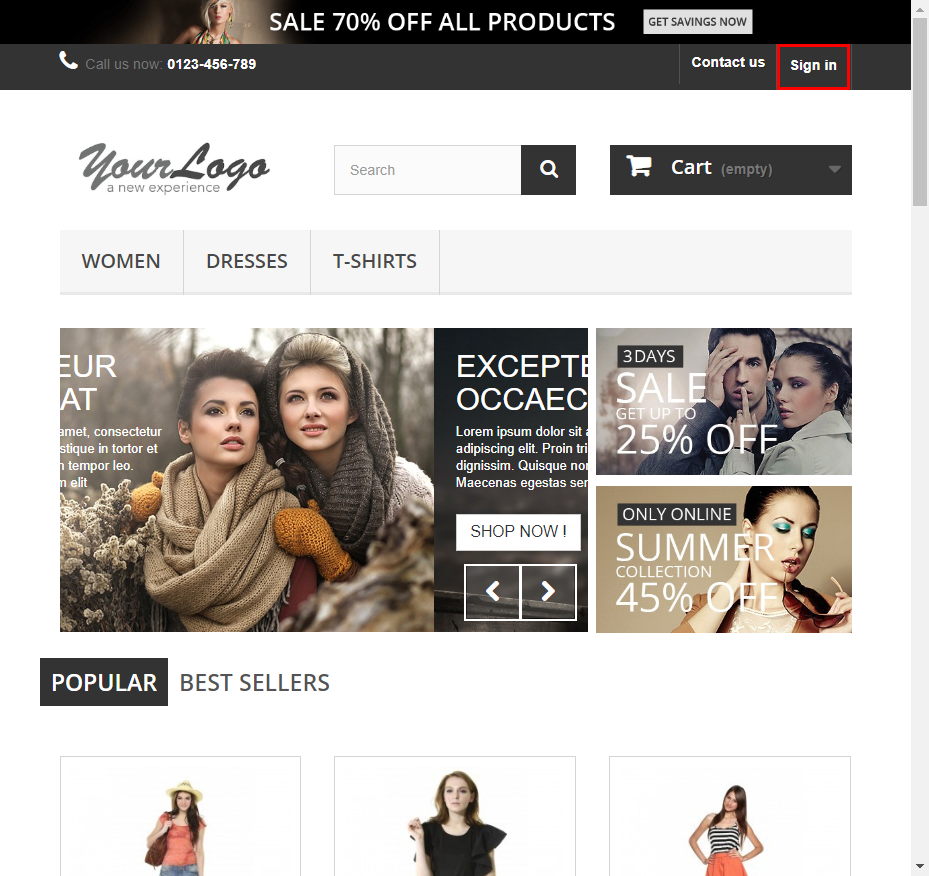 SALE 70% OFF ALL PRODUCTS
GET SAVINGS NOW
Call us now: 0123-456-789
Contact us
Sign in
YourLogo
a new experience
Search
Cart (empty)
WOMEN
DRESSES
T-SHIRTS
EUR
AT
amet, consectetur
stique in tortor et
tempor leo.
elit
EXCEPTE
OCCAEC
Lorem ipsum dolor sit
adipiscing elit. Proin tri
dignissim. Quisque nor
Maecenas egestas ser
SHOP NOW !
3DAYS
SALE
GET UP TO
25% OFF
ONLY ONLINE
SUMMER
COLLECTION
45% OFF
POPULAR
BEST SELLERS